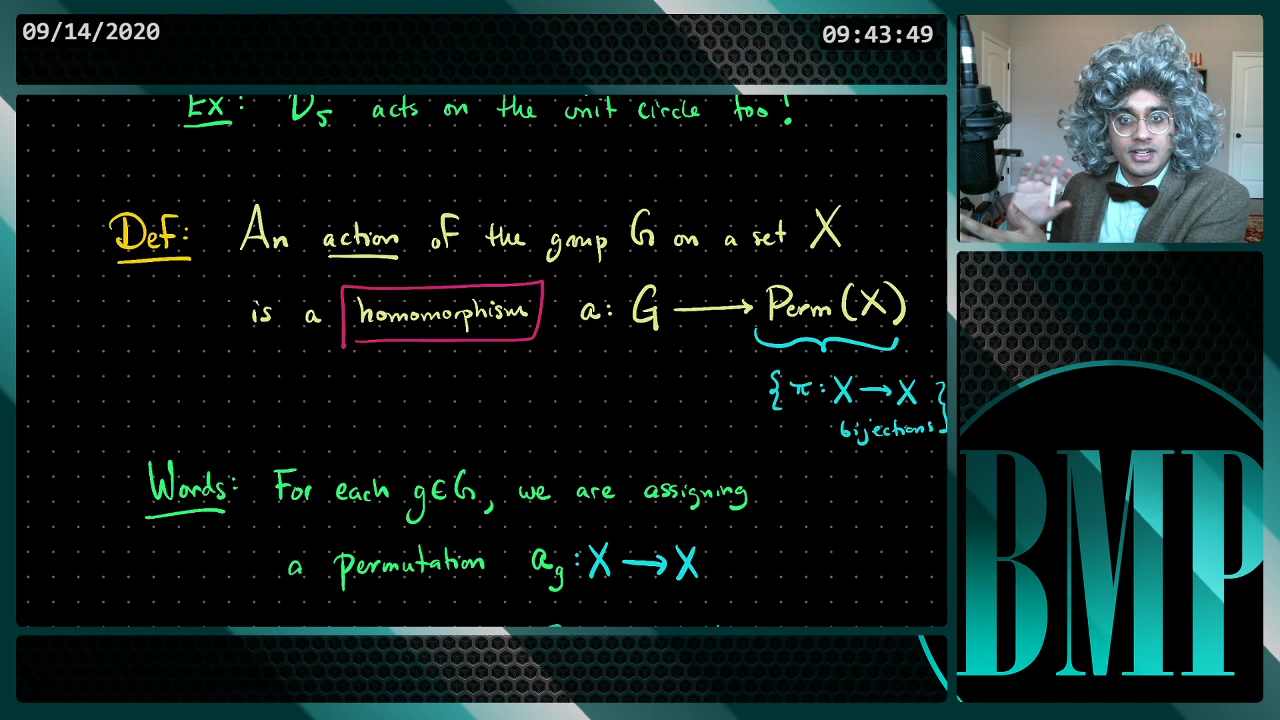 09/14/2020
09:43:49
Ex: D₅ acts on the unit circle too!
Def: An action of the group G on a set X
is a homomorphism a: G ⟶ Perm(X)
{π: X → X}
bijections
Words: For each g∈G, we are assigning
a permutation a_g: X → X
BMP